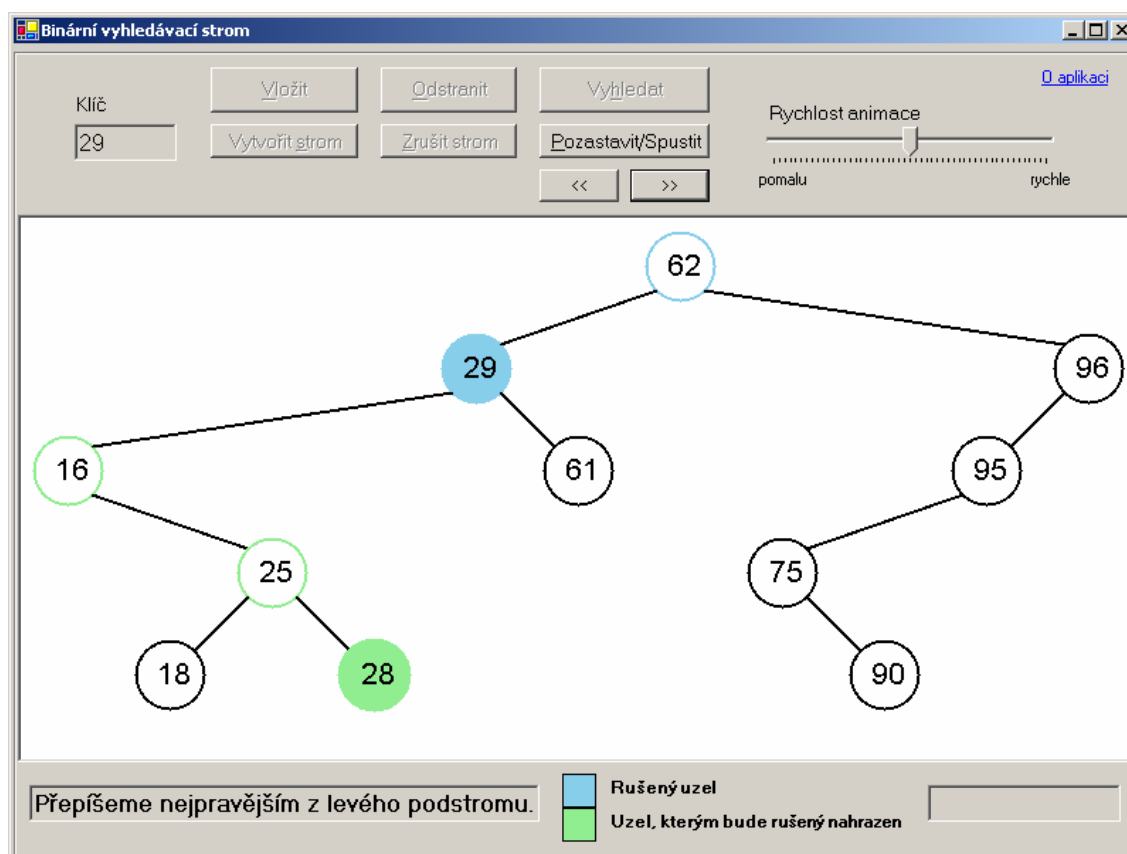 Binární vyhledávací strom
O aplikaci
Klíč
29
Vložit
Odstranit
Vyhledat
Vytvořit strom
Zrušit strom
Pozastavit/Spustit
<<
>>
Rychlost animace
pomalu
rychle
62
29
96
16
61
95
25
75
18
28
90
Přepíšeme nejpravějším z levého podstromu.
Rušený uzel
Uzel, kterým bude rušený nahrazen